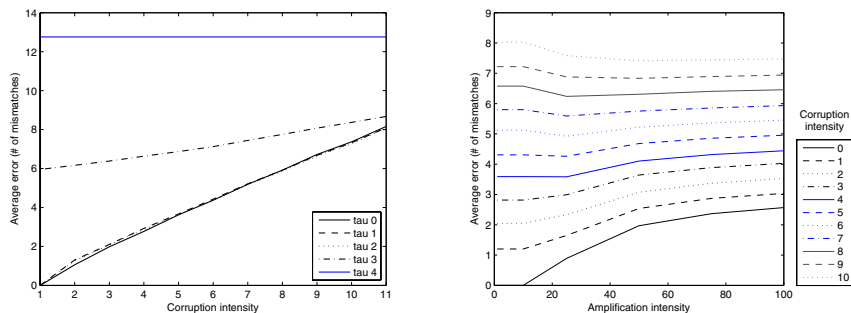 14
12
10
8
6
4
2
0
1 2 3 4 5 6 7 8 9 10 11
Average error (# of mismatches)
Corruption intensity
tau 0
tau 1
tau 2
tau 3
tau 4
9
8
7
6
5
4
3
2
1
0
0 20 40 60 80 100
Average error (# of mismatches)
Amplification intensity
Corruption
intensity
0
1
2
3
4
5
6
7
8
9
10